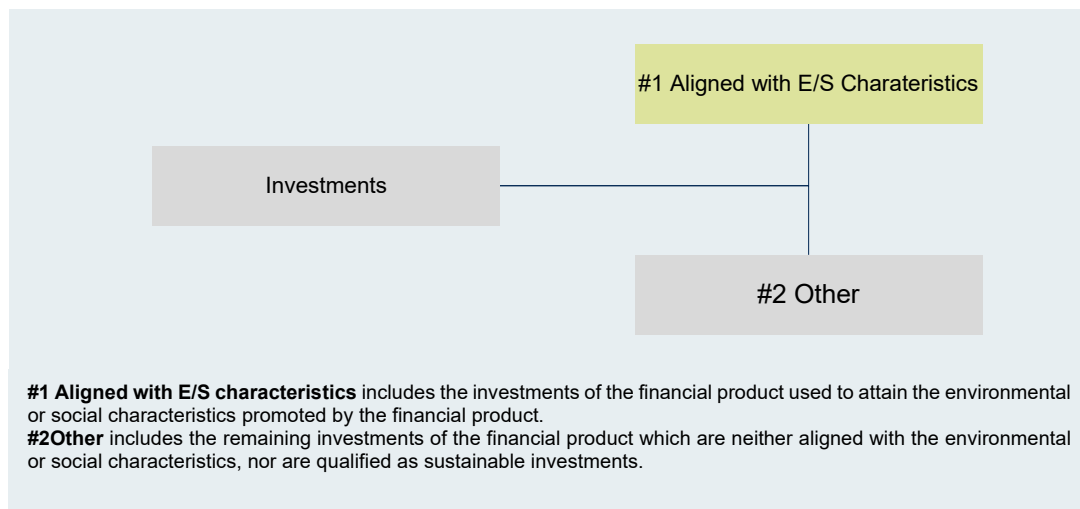 #1 Aligned with E/S Charateristics
Investments
#2 Other
#1 Aligned with E/S characteristics includes the investments of the financial product used to attain the environmental
or social characteristics promoted by the financial product.
#2Other includes the remaining investments of the financial product which are neither aligned with the environmental
or social characteristics, nor are qualified as sustainable investments.